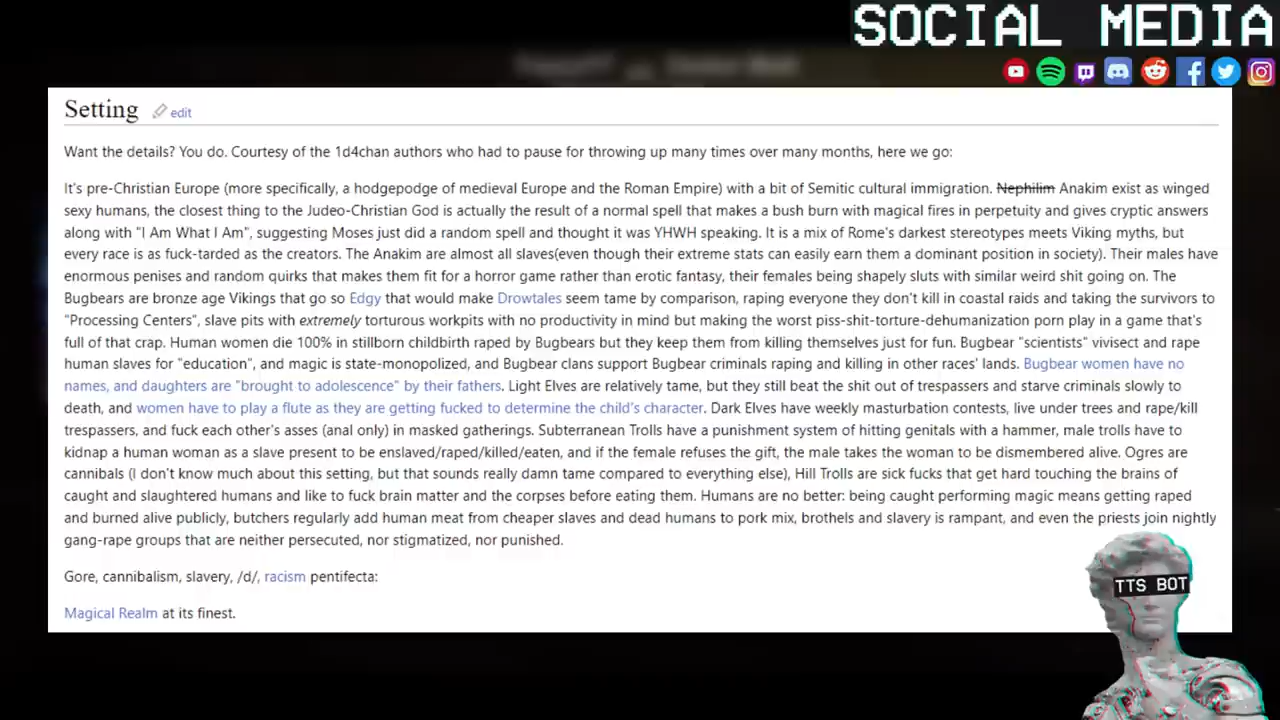 SOCIAL MEDIA
Setting edit
Want the details? You do. Courtesy of the 1d4chan authors who had to pause for throwing up many times over many months, here we go:
It's pre-Christian Europe (more specifically, a hodgepodge of medieval Europe and the Roman Empire) with a bit of Semitic cultural immigration. Nephilim Anakim exist as winged
sexy humans, the closest thing to the Judeo-Christian God is actually the result of a normal spell that makes a bush burn with magical fires in perpetuity and gives cryptic answers
along with "I Am What I Am", suggesting Moses just did a random spell and thought it was YHWH speaking. It is a mix of Rome's darkest stereotypes meets Viking myths, but
every race is as fuck-tarded as the creators. The Anakim are almost all slaves(even though their extreme stats can easily earn them a dominant position in society). Their males have
enormous penises and random quirks that makes them fit for a horror game rather than erotic fantasy, their females being shapely sluts with similar weird shit going on. The
Bugbears are bronze age Vikings that go so Edgy that would make Drowtales seem tame by comparison, raping everyone they don't kill in coastal raids and taking the survivors to
"Processing Centers", slave pits with extremely torturous workpits with no productivity in mind but making the worst piss-shit-torture-dehumanization porn play in a game that's
full of that crap. Human women die 100% in stillborn childbirth raped by Bugbears but they keep them from killing themselves just for fun. Bugbear "scientists" vivisect and rape
human slaves for "education", and magic is state-monopolized, and Bugbear clans support Bugbear criminals raping and killing in other races' lands. Bugbear women have no
names, and daughters are "brought to adolescence" by their fathers. Light Elves are relatively tame, but they still beat the shit out of trespassers and starve criminals slowly to
death, and women have to play a flute as they are getting fucked to determine the child's character. Dark Elves have weekly masturbation contests, live under trees and rape/kill
trespassers, and fuck each other's asses (anal only) in masked gatherings. Subterranean Trolls have a punishment system of hitting genitals with a hammer, male trolls have to
kidnap a human woman as a slave present to be enslaved/raped/killed/eaten, and if the female refuses the gift, the male takes the woman to be dismembered alive. Ogres are
cannibals (I don't know much about this setting, but that sounds really damn tame compared to everything else), Hill Trolls are sick fucks that get hard touching the brains of
caught and slaughtered humans and like to fuck brain matter and the corpses before eating them. Humans are no better: being caught performing magic means getting raped
and burned alive publicly, butchers regularly add human meat from cheaper slaves and dead humans to pork mix, brothels and slavery is rampant, and even the priests join nightly
gang-rape groups that are neither persecuted, nor stigmatized, nor punished.
Gore, cannibalism, slavery, /d/, racism pentifecta:
Magical Realm at its finest.
TTS BOT